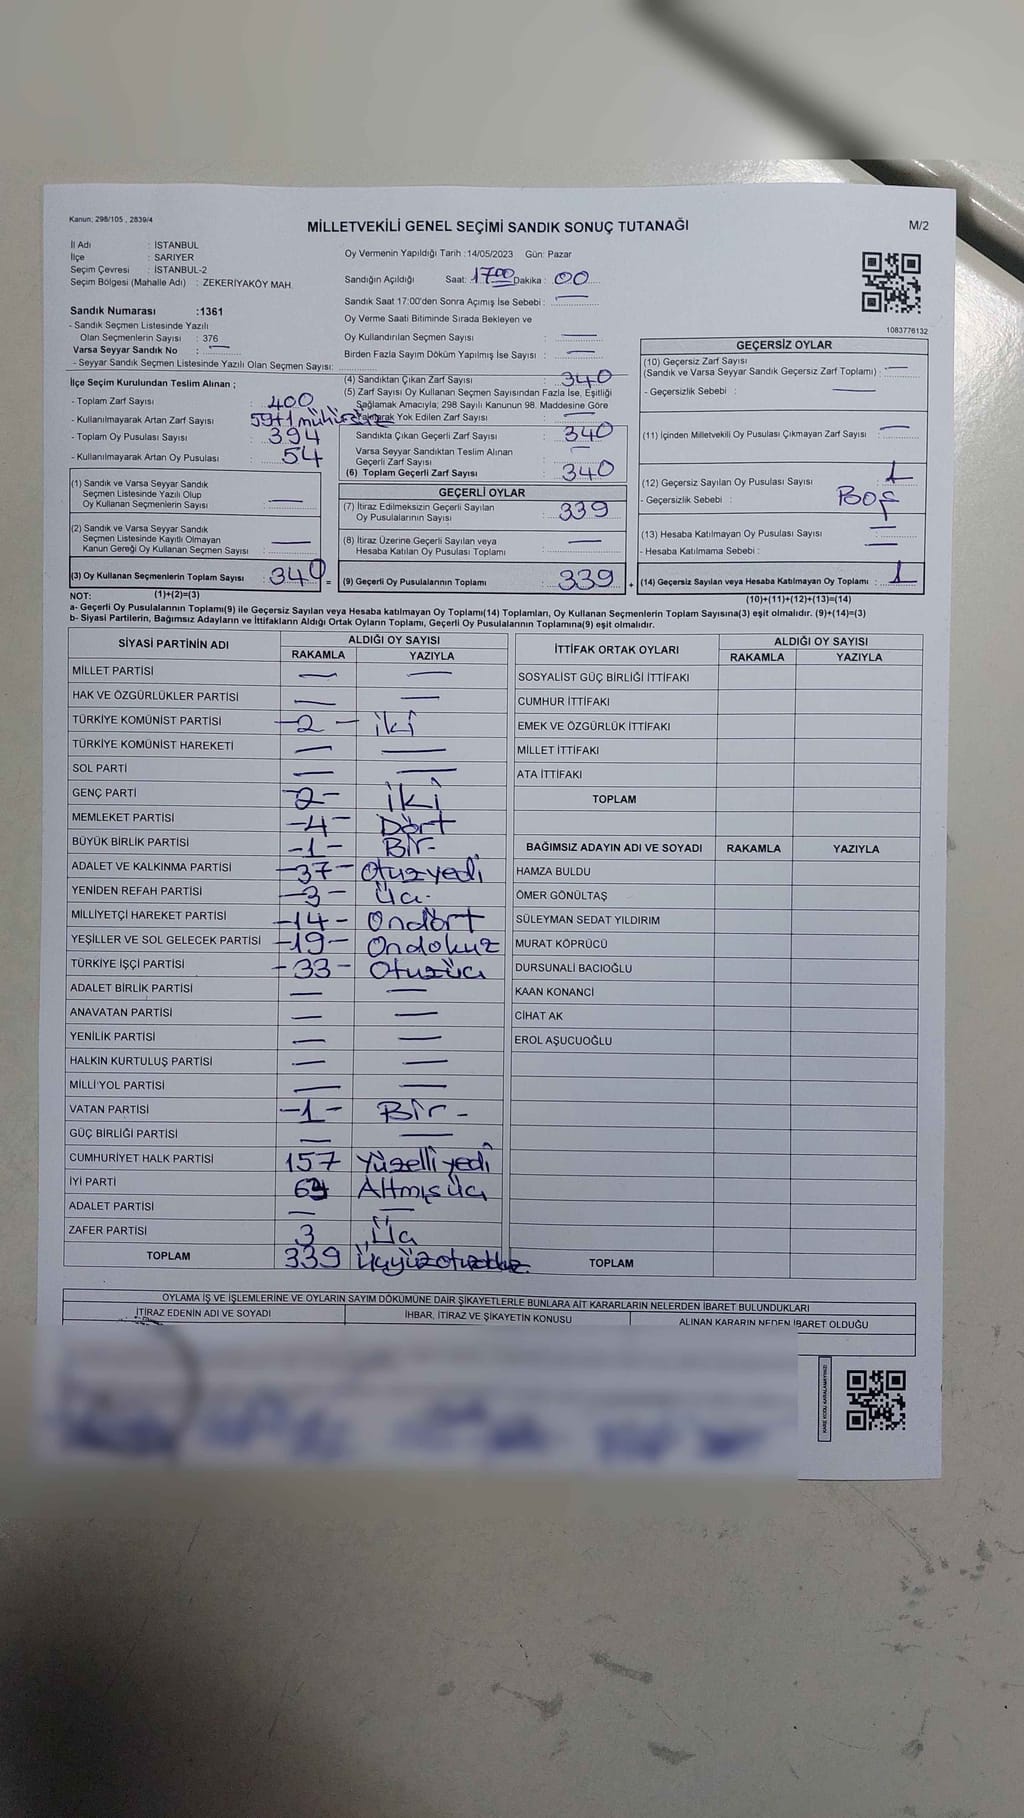 Kanun; 298/105 , 2839/4
MİLLETVEKİLİ GENEL SEÇİMİ SANDIK SONUÇ TUTANAĞI
M/2
İl Adı : İSTANBUL
İlçe : SARIYER
Seçim Çevresi : İSTANBUL-2
Seçim Bölgesi (Mahalle Adı) : ZEKERİYAKÖY MAH.
Oy Vermenin Yapıldığı Tarih :14/05/2023 Gün: Pazar
Sandığın Açıldığı Saat: 17 00 Dakika : 00
Sandık Saat 17:00'den Sonra Açımış İse Sebebi : —
Oy Verme Saati Bitiminde Sırada Bekleyen ve
Oy Kullandırılan Seçmen Sayısı : —
Birden Fazla Sayım Döküm Yapılmış İse Sayısı : —
Sandık Numarası :1361
- Sandık Seçmen Listesinde Yazılı
Olan Seçmenlerin Sayısı : 376
Varsa Seyyar Sandık No : —
- Seyyar Sandık Seçmen Listesinde Yazılı Olan Seçmen Sayısı:
1083776132
İlçe Seçim Kurulundan Teslim Alınan ;
- Toplam Zarf Sayısı : 400
- Kullanılmayarak Artan Zarf Sayısı : 59+1 mühürsüz
- Toplam Oy Pusulası Sayısı : 394
- Kullanılmayarak Artan Oy Pusulası : 54
(1) Sandık ve Varsa Seyyar Sandık
Seçmen Listesinde Yazılı Olup
Oy Kullanan Seçmenlerin Sayısı : —
(2) Sandık ve Varsa Seyyar Sandık
Seçmen Listesinde Kayıtlı Olmayan
Kanun Gereği Oy Kullanan Seçmen Sayısı : —
(3) Oy Kullanan Seçmenlerin Toplam Sayısı : 340 =
(4) Sandıktan Çıkan Zarf Sayısı : 340
(5) Zarf Sayısı Oy Kullanan Seçmen Sayısından Fazla İse, Eşitliği
Sağlamak Amacıyla; 298 Sayılı Kanunun 98. Maddesine Göre
Yakılarak Yok Edilen Zarf Sayısı : —
Sandıkta Çıkan Geçerli Zarf Sayısı : 340
Varsa Seyyar Sandıktan Teslim Alınan
Geçerli Zarf Sayısı : —
(6) Toplam Geçerli Zarf Sayısı : 340
GEÇERLİ OYLAR
(7) İtiraz Edilmeksizin Geçerli Sayılan
Oy Pusulalarının Sayısı : 339
(8) İtiraz Üzerine Geçerli Sayılan veya
Hesaba Katılan Oy Pusulası Toplamı : —
(9) Geçerli Oy Pusulalarının Toplamı : 339 +
GEÇERSİZ OYLAR
(10) Geçersiz Zarf Sayısı
(Sandık ve Varsa Seyyar Sandık Geçersiz Zarf Toplamı) : —
- Geçersizlik Sebebi : —
(11) İçinden Milletvekili Oy Pusulası Çıkmayan Zarf Sayısı : —
(12) Geçersiz Sayılan Oy Pusulası Sayısı : 1
- Geçersizlik Sebebi : Boş
(13) Hesaba Katılmayan Oy Pusulası Sayısı : —
- Hesaba Katılmama Sebebi : —
(14) Geçersiz Sayılan veya Hesaba Katılmayan Oy Toplamı : 1
NOT: (1)+(2)=(3) (10)+(11)+(12)+(13)=(14)
a- Geçerli Oy Pusulalarının Toplamı(9) ile Geçersiz Sayılan veya Hesaba katılmayan Oy Toplamı(14) Toplamları, Oy Kullanan Seçmenlerin Toplam Sayısına(3) eşit olmalıdır. (9)+(14)=(3)
b- Siyasi Partilerin, Bağımsız Adayların ve İttifakların Aldığı Ortak Oyların Toplamı, Geçerli Oy Pusulalarının Toplamına(9) eşit olmalıdır.
SİYASİ PARTİNİN ADI ALDIĞI OY SAYISI
RAKAMLA YAZIYLA
MİLLET PARTİSİ — —
HAK VE ÖZGÜRLÜKLER PARTİSİ — —
TÜRKİYE KOMÜNİST PARTİSİ -2- iki
TÜRKİYE KOMÜNİST HAREKETİ — —
SOL PARTİ — —
GENÇ PARTİ -2- iki
MEMLEKET PARTİSİ -4- Dört
BÜYÜK BİRLİK PARTİSİ -1- Bir-
ADALET VE KALKINMA PARTİSİ -37- Otuzyedi
YENİDEN REFAH PARTİSİ -3- Üç.
MİLLİYETÇİ HAREKET PARTİSİ -14- Ondört
YEŞİLLER VE SOL GELECEK PARTİSİ -19- Ondokuz
TÜRKİYE İŞÇİ PARTİSİ -33- Otuzüç
ADALET BİRLİK PARTİSİ — —
ANAVATAN PARTİSİ — —
YENİLİK PARTİSİ — —
HALKIN KURTULUŞ PARTİSİ — —
MİLLİ YOL PARTİSİ — —
VATAN PARTİSİ -1- Bir -
GÜÇ BİRLİĞİ PARTİSİ — —
CUMHURİYET HALK PARTİSİ 157 Yüzelli yedi
İYİ PARTİ 63 Altmışüç
ADALET PARTİSİ — —
ZAFER PARTİSİ 3 Üç
TOPLAM 339 Üçyüzotuzdokuz
İTTİFAK ORTAK OYLARI ALDIĞI OY SAYISI
RAKAMLA YAZIYLA
SOSYALİST GÜÇ BİRLİĞİ İTTİFAKI
CUMHUR İTTİFAKI
EMEK VE ÖZGÜRLÜK İTTİFAKI
MİLLET İTTİFAKI
ATA İTTİFAKI
TOPLAM
BAĞIMSIZ ADAYIN ADI VE SOYADI RAKAMLA YAZIYLA
HAMZA BULDU
ÖMER GÖNÜLTAŞ
SÜLEYMAN SEDAT YILDIRIM
MURAT KÖPRÜCÜ
DURSUNALİ BACIOĞLU
KAAN KONANCİ
CİHAT AK
EROL AŞUCUOĞLU
TOPLAM
OYLAMA İŞ VE İŞLEMLERİNE VE OYLARIN SAYIM DÖKÜMÜNE DAİR ŞİKAYETLERLE BUNLARA AİT KARARLARIN NELERDEN İBARET BULUNDUKLARI
İTİRAZ EDENİN ADI VE SOYADI İHBAR, İTİRAZ VE ŞİKAYETİN KONUSU ALINAN KARARIN NEDEN İBARET OLDUĞU
KARE KODU KARALAMAYINIZ!